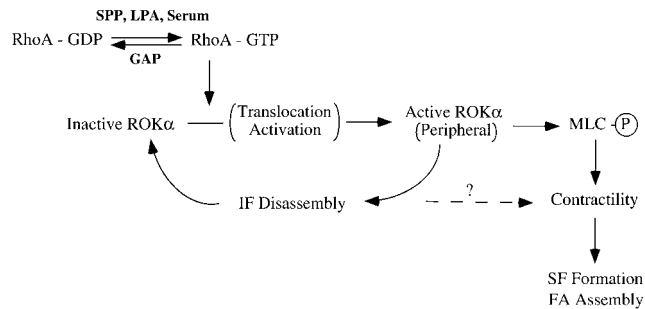 SPP, LPA, Serum
RhoA - GDP
RhoA - GTP
GAP
Inactive ROKα
(Translocation
Activation)
Active ROKα
(Peripheral)
MLC - P
IF Disassembly
?
Contractility
SF Formation
FA Assembly